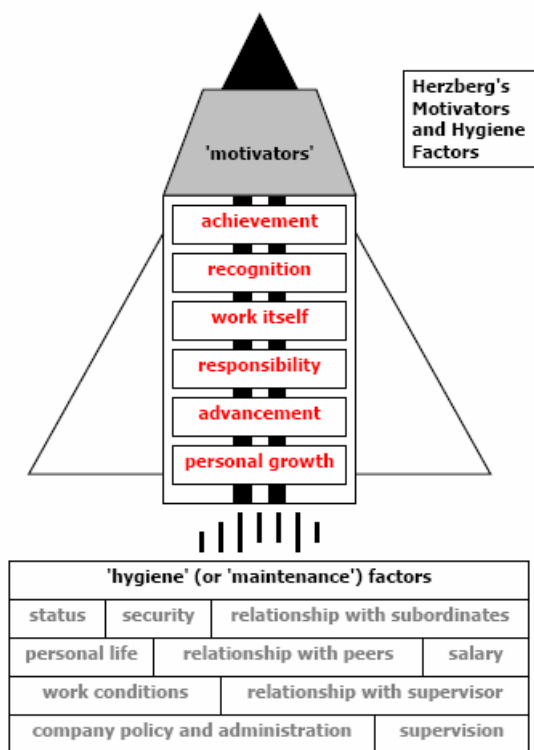 Herzberg's
Motivators
and Hygiene
Factors
'motivators'
achievement
recognition
work itself
responsibility
advancement
personal growth
'hygiene' (or 'maintenance') factors
status security relationship with subordinates
personal life relationship with peers salary
work conditions relationship with supervisor
company policy and administration supervision